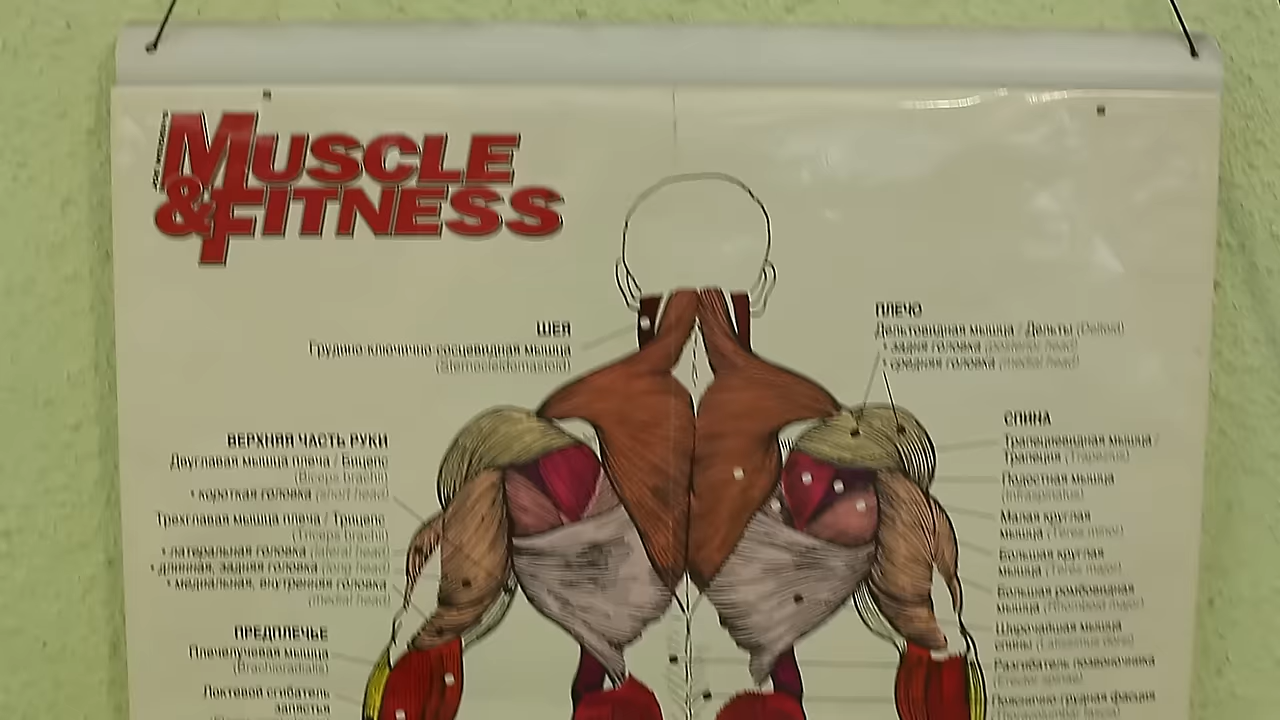 JOE WEIDER'S
MUSCLE
&FITNESS
ШЕЯ
Грудино-ключично-сосцевидная мышца
(Sternocleidomastoid)
ПЛЕЧО
Дельтовидная мышца / Дельты (Deltoid)
• задняя головка (posterior head)
• средняя головка (medial head)
ВЕРХНЯЯ ЧАСТЬ РУКИ
Двуглавая мышца плеча / Бицепс
(Biceps brachii)
• короткая головка (short head)
Трехглавая мышца плеча / Трицепс
(Triceps brachii)
• латеральная головка (lateral head)
• длинная, задняя головка (long head)
• медиальная, внутренняя головка
(medial head)
ПРЕДПЛЕЧЬЕ
Плечелучевая мышца
(Brachioradialis)
Локтевой сгибатель
запястья
СПИНА
Трапециевидная мышца /
Трапеция (Trapezius)
Подостная мышца
(Infraspinatus)
Малая круглая
мышца (Teres minor)
Большая круглая
мышца (Teres major)
Большая ромбовидная
мышца (Rhomboid major)
Широчайшая мышца
спины (Latissimus dorsi)
Разгибатель позвоночника
(Erector spinae)
Пояснично-грудная фасция